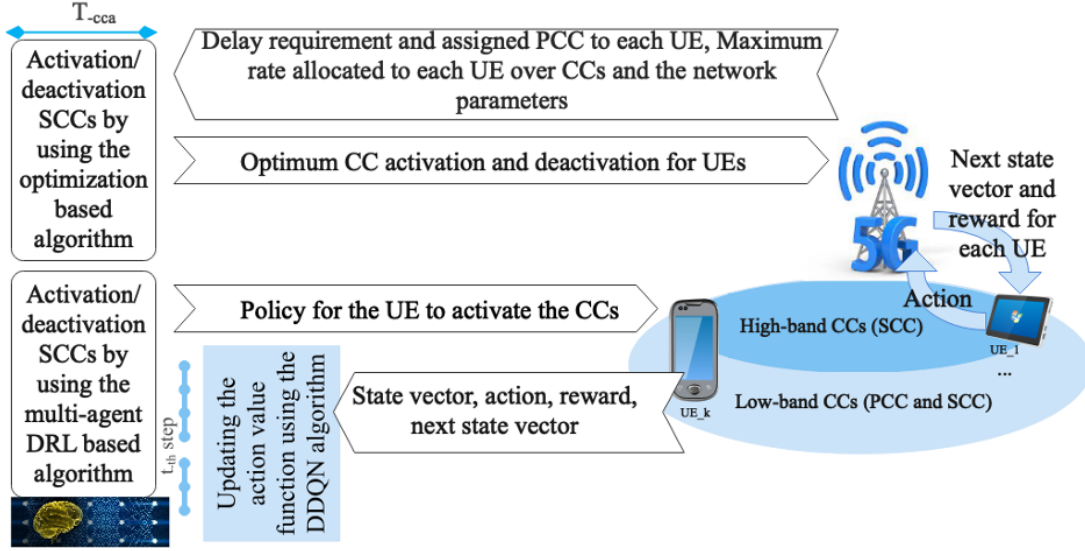 T-cca
Activation/
deactivation
SCCs by
using the
optimization
based
algorithm
Delay requirement and assigned PCC to each UE, Maximum
rate allocated to each UE over CCs and the network
parameters
Optimum CC activation and deactivation for UEs
5G
Next state
vector and
reward for
each UE
Action
Activation/
deactivation
SCCs by
using the
multi-agent
DRL based
algorithm
Policy for the UE to activate the CCs
t-th step
Updating the
action value
function using the
DDQN algorithm
State vector, action, reward,
next state vector
High-band CCs (SCC)
UE_1
...
UE_k
Low-band CCs (PCC and SCC)